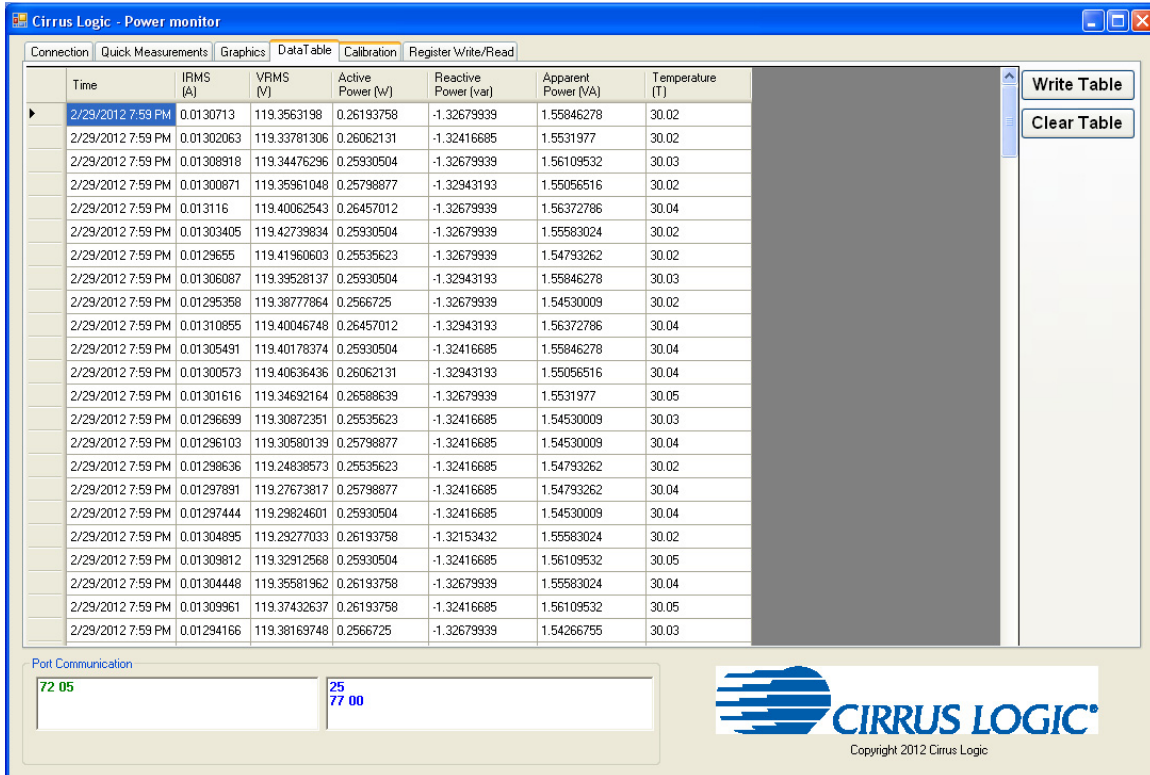 Cirrus Logic - Power monitor
Connection Quick Measurements Graphics DataTable Calibration Register Write/Read
Time IRMS (A) VRMS (V) Active Power (W) Reactive Power (var) Apparent Power (VA) Temperature (T)
Write Table
Clear Table
2/29/2012 7:59 PM 0.0130713 119.3563198 0.26193758 -1.32679939 1.55846278 30.02
2/29/2012 7:59 PM 0.01302063 119.33781306 0.26062131 -1.32416685 1.5531977 30.02
2/29/2012 7:59 PM 0.01308918 119.34476296 0.25930504 -1.32679939 1.56109532 30.03
2/29/2012 7:59 PM 0.01300871 119.35961048 0.25798877 -1.32943193 1.55056516 30.02
2/29/2012 7:59 PM 0.013116 119.40062543 0.26457012 -1.32679939 1.56372786 30.04
2/29/2012 7:59 PM 0.01303405 119.42739834 0.25930504 -1.32679939 1.55583024 30.02
2/29/2012 7:59 PM 0.0129655 119.41960603 0.25535623 -1.32679939 1.54793262 30.02
2/29/2012 7:59 PM 0.01306087 119.39528137 0.25930504 -1.32943193 1.55846278 30.03
2/29/2012 7:59 PM 0.01295358 119.38777864 0.2566725 -1.32679939 1.54530009 30.02
2/29/2012 7:59 PM 0.01310855 119.40046748 0.26457012 -1.32943193 1.56372786 30.04
2/29/2012 7:59 PM 0.01305491 119.40178374 0.25930504 -1.32416685 1.55846278 30.04
2/29/2012 7:59 PM 0.01300573 119.40636436 0.26062131 -1.32943193 1.55056516 30.04
2/29/2012 7:59 PM 0.01301616 119.34692164 0.26588639 -1.32679939 1.5531977 30.05
2/29/2012 7:59 PM 0.01296699 119.30872351 0.25535623 -1.32416685 1.54530009 30.03
2/29/2012 7:59 PM 0.01296103 119.30580139 0.25798877 -1.32416685 1.54530009 30.04
2/29/2012 7:59 PM 0.01298636 119.24838573 0.25535623 -1.32416685 1.54793262 30.02
2/29/2012 7:59 PM 0.01297891 119.27673817 0.25798877 -1.32416685 1.54793262 30.04
2/29/2012 7:59 PM 0.01297444 119.29824601 0.25930504 -1.32416685 1.54530009 30.04
2/29/2012 7:59 PM 0.01304895 119.29277033 0.26193758 -1.32153432 1.55583024 30.02
2/29/2012 7:59 PM 0.01309812 119.32912568 0.25930504 -1.32416685 1.56109532 30.05
2/29/2012 7:59 PM 0.01304448 119.35581962 0.26193758 -1.32679939 1.55583024 30.04
2/29/2012 7:59 PM 0.01309961 119.37432637 0.26193758 -1.32416685 1.56109532 30.05
2/29/2012 7:59 PM 0.01294166 119.38169748 0.2566725 -1.32679939 1.54266755 30.03
Port Communication
72 05
25
77 00
CIRRUS LOGIC®
Copyright 2012 Cirrus Logic